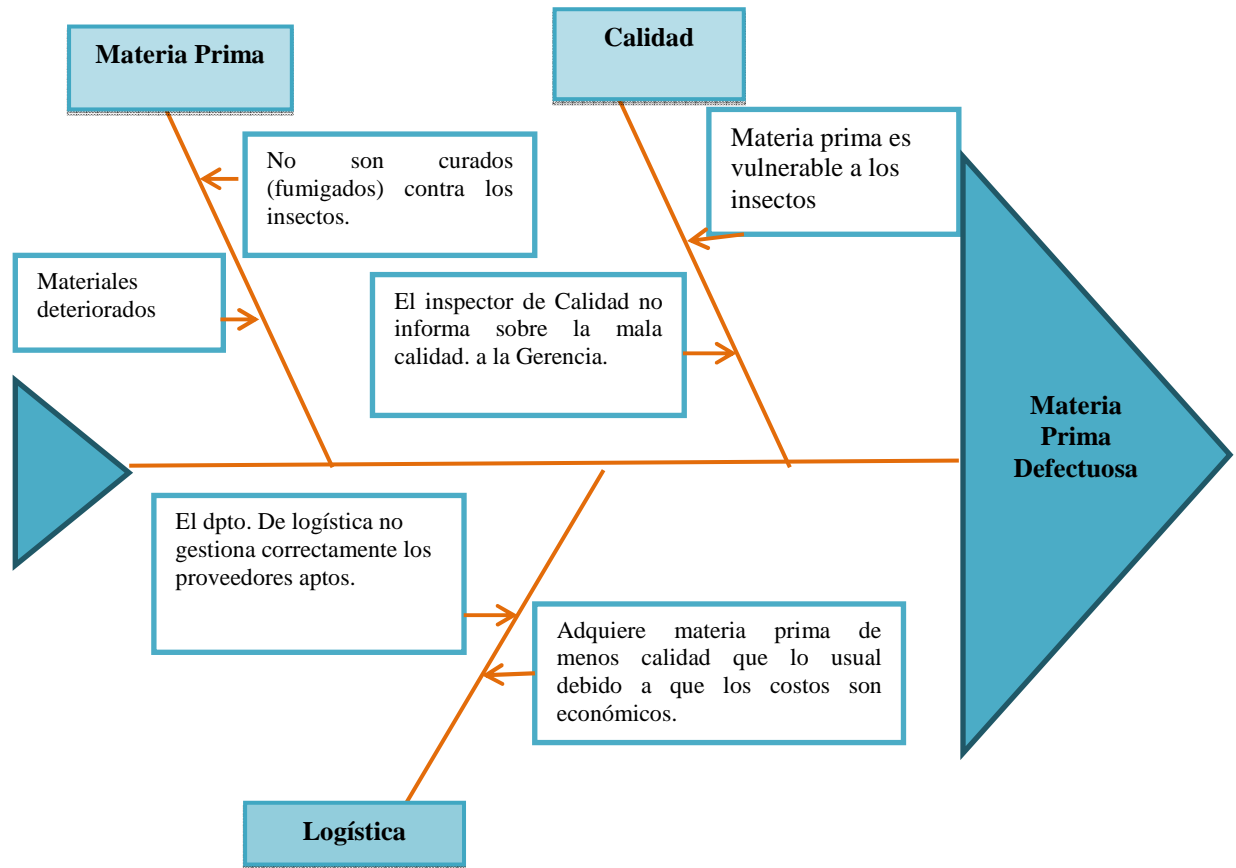 Materia Prima
Calidad
No son curados
(fumigados) contra los
insectos.
Materia prima es
vulnerable a los
insectos
Materiales
deteriorados
El inspector de Calidad no
informa sobre la mala
calidad. a la Gerencia.
Materia
Prima
Defectuosa
El dpto. De logística no
gestiona correctamente los
proveedores aptos.
Adquiere materia prima de
menos calidad que lo usual
debido a que los costos son
económicos.
Logística